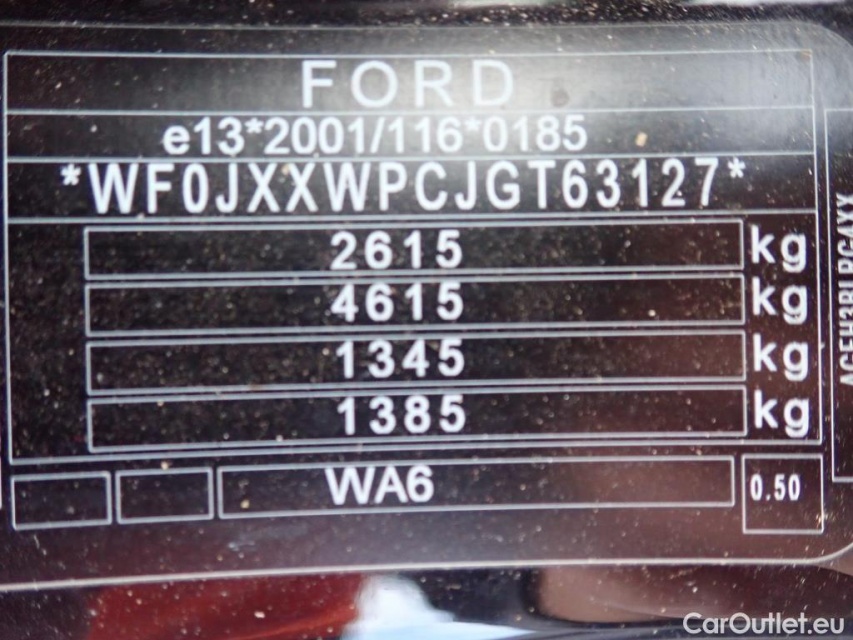 FORD
e13*2001/116*0185
*WF0JXXWPCJGT63127*
2615 kg
4615 kg
1345 kg
1385 kg
WA6
0.50
CarOutlet.eu